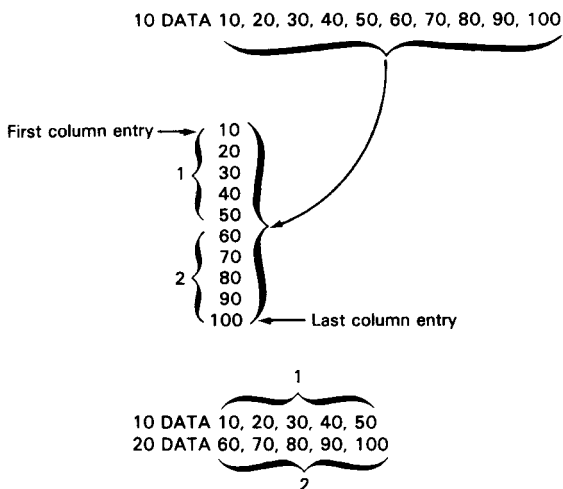 10 DATA 10, 20, 30, 40, 50, 60, 70, 80, 90, 100
First column entry
10
20
1
30
40
50
60
70
2
80
90
100
Last column entry
1
10 DATA 10, 20, 30, 40, 50
20 DATA 60, 70, 80, 90, 100
2